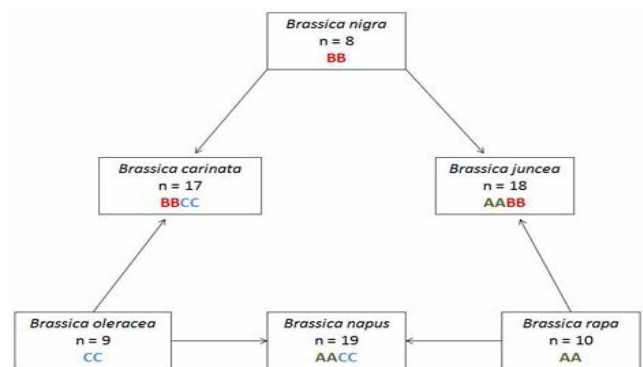 Brassica nigra
n = 8
BB
Brassica carinata
n = 17
BBCC
Brassica juncea
n = 18
AABB
Brassica oleracea
n = 9
CC
Brassica napus
n = 19
AACC
Brassica rapa
n = 10
AA